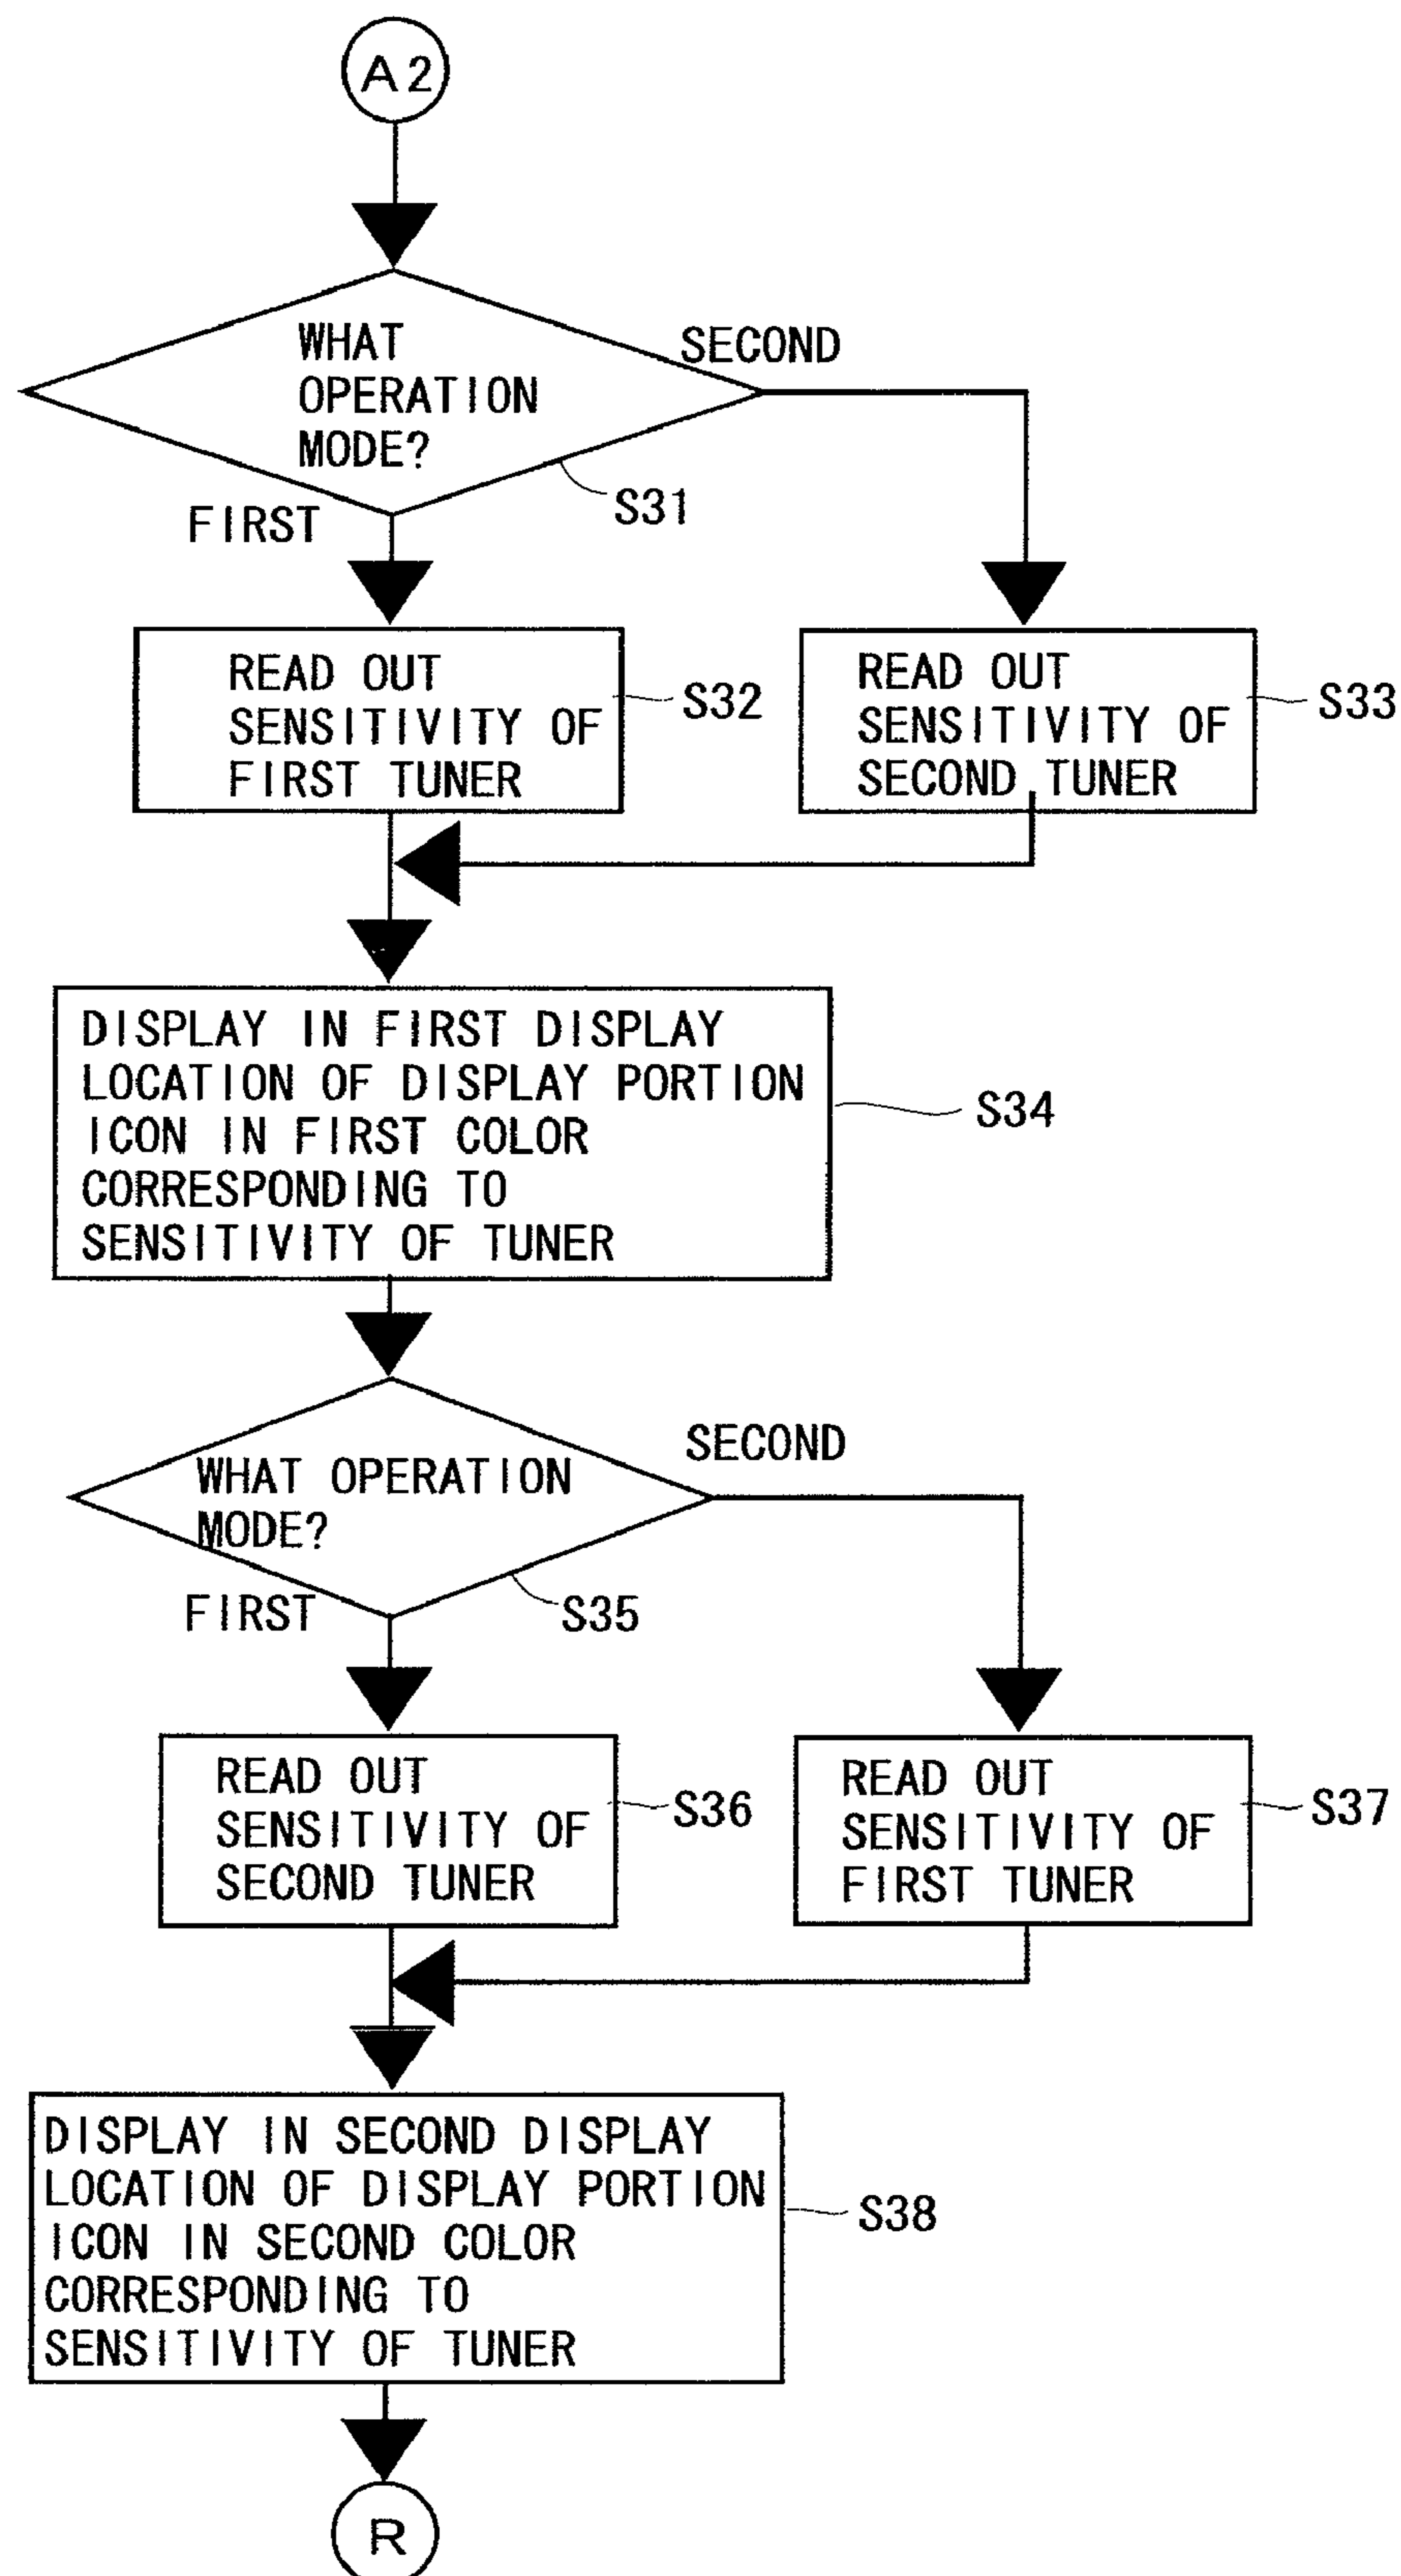 A2
WHAT
OPERATION
MODE?
SECOND
S31
FIRST
READ OUT
SENSITIVITY OF
FIRST TUNER
S32
READ OUT
SENSITIVITY OF
SECOND TUNER
S33
DISPLAY IN FIRST DISPLAY
LOCATION OF DISPLAY PORTION
ICON IN FIRST COLOR
CORRESPONDING TO
SENSITIVITY OF TUNER
S34
WHAT OPERATION
MODE?
SECOND
FIRST
S35
READ OUT
SENSITIVITY OF
SECOND TUNER
S36
READ OUT
SENSITIVITY OF
FIRST TUNER
S37
DISPLAY IN SECOND DISPLAY
LOCATION OF DISPLAY PORTION
ICON IN SECOND COLOR
CORRESPONDING TO
SENSITIVITY OF TUNER
S38
R